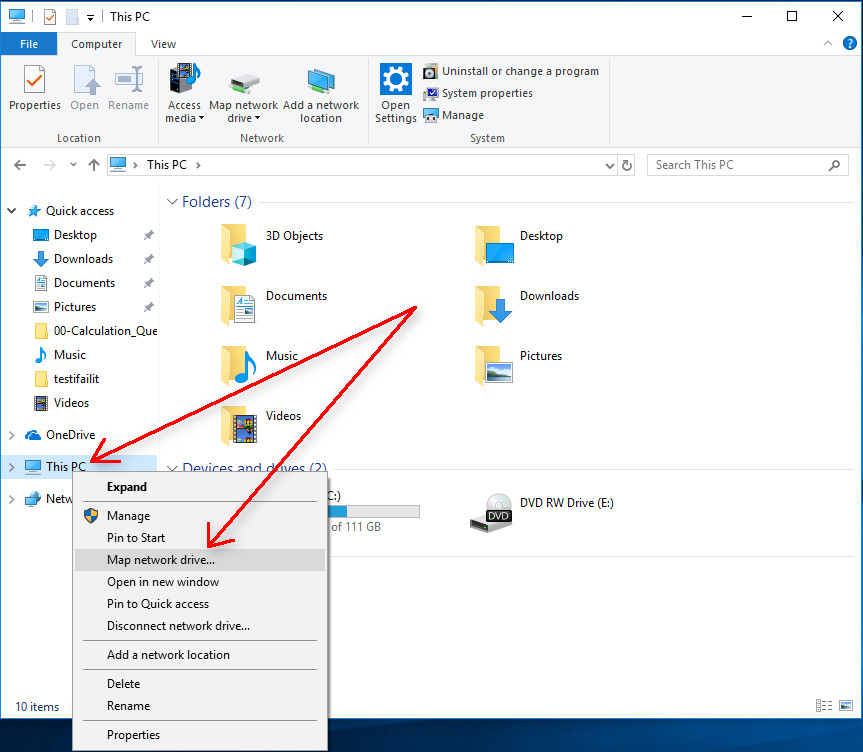 This PC
File
Computer
View
Properties
Open
Rename
Location
Access
media
Map network
drive
Add a network
location
Network
Open
Settings
Uninstall or change a program
System properties
Manage
System
This PC
Search This PC
Quick access
Desktop
Downloads
Documents
Pictures
00-Calculation_Que
Music
testifailit
Videos
OneDrive
This PC
Netw
Folders (7)
3D Objects
Desktop
Documents
Downloads
Music
Pictures
Videos
Devices and drives (2)
C:)
of 111 GB
DVD
DVD RW Drive (E:)
Expand
Manage
Pin to Start
Map network drive...
Open in new window
Pin to Quick access
Disconnect network drive...
Add a network location
Delete
Rename
Properties
10 items